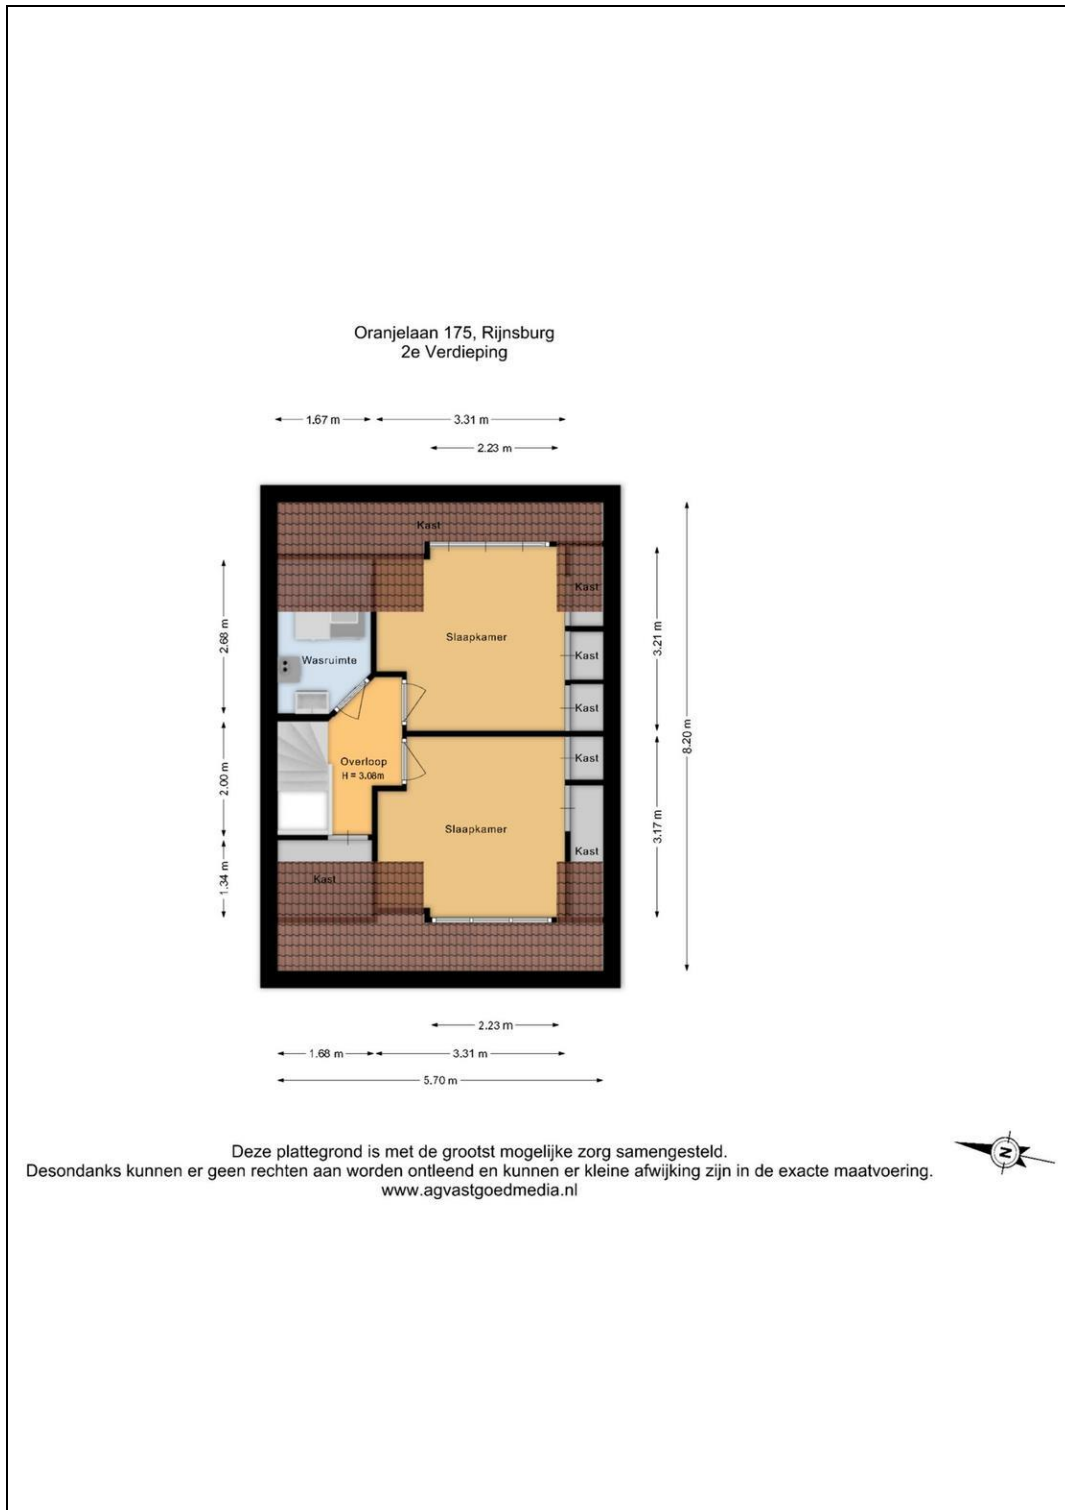 Oranjelaan 175, Rijnsburg
2e Verdieping
1.67 m
3.31 m
2.23 m
Kast
Kast
Slaapkamer
Kast
Wasruimte
Kast
2.68 m
3.21 m
8.20 m
Kast
Overloop
H = 3.08m
2.00 m
Slaapkamer
3.17 m
Kast
Kast
1.34 m
2.23 m
1.68 m
3.31 m
5.70 m
N
Deze plattegrond is met de grootst mogelijke zorg samengesteld.
Desondanks kunnen er geen rechten aan worden ontleend en kunnen er kleine afwijking zijn in de exacte maatvoering.
www.agvastgoedmedia.nl